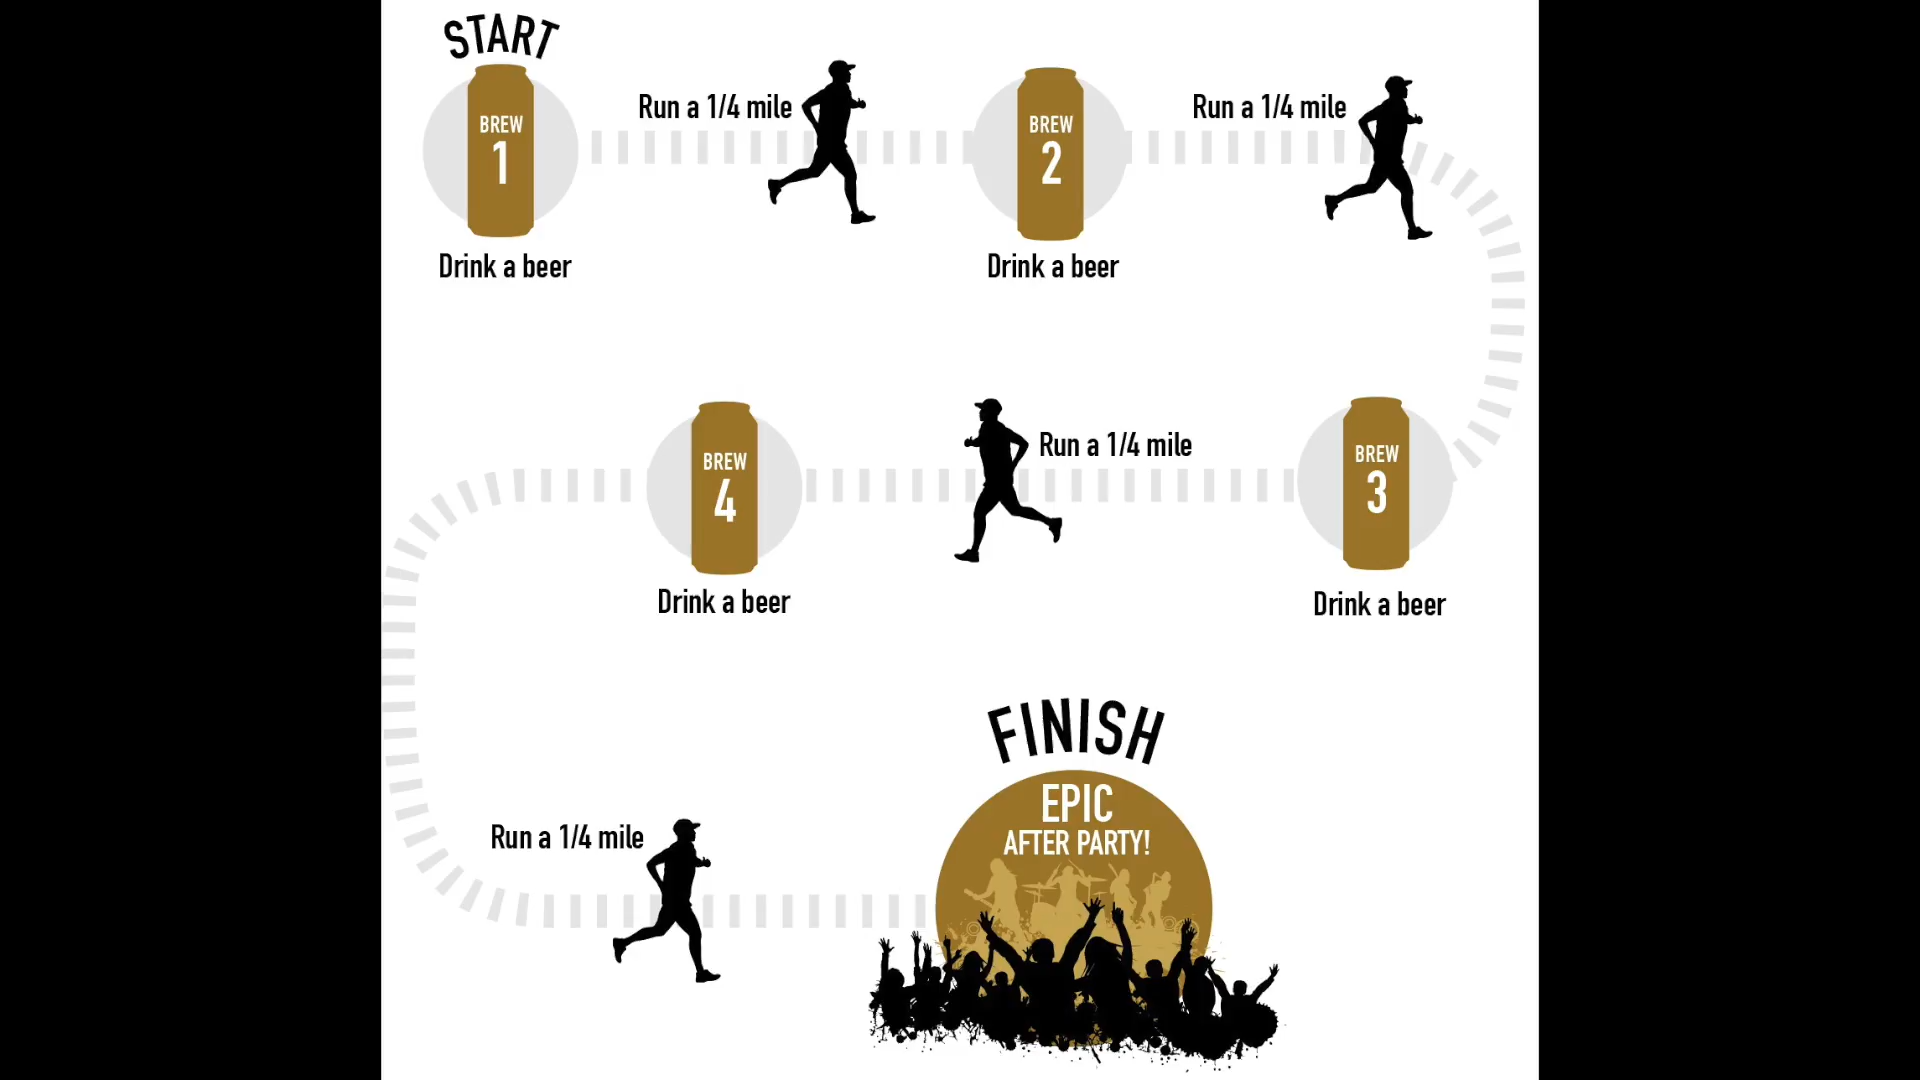 START
BREW
1
Drink a beer
Run a 1/4 mile
BREW
2
Drink a beer
Run a 1/4 mile
BREW
3
Drink a beer
Run a 1/4 mile
BREW
4
Drink a beer
Run a 1/4 mile
FINISH
EPIC
AFTER PARTY!